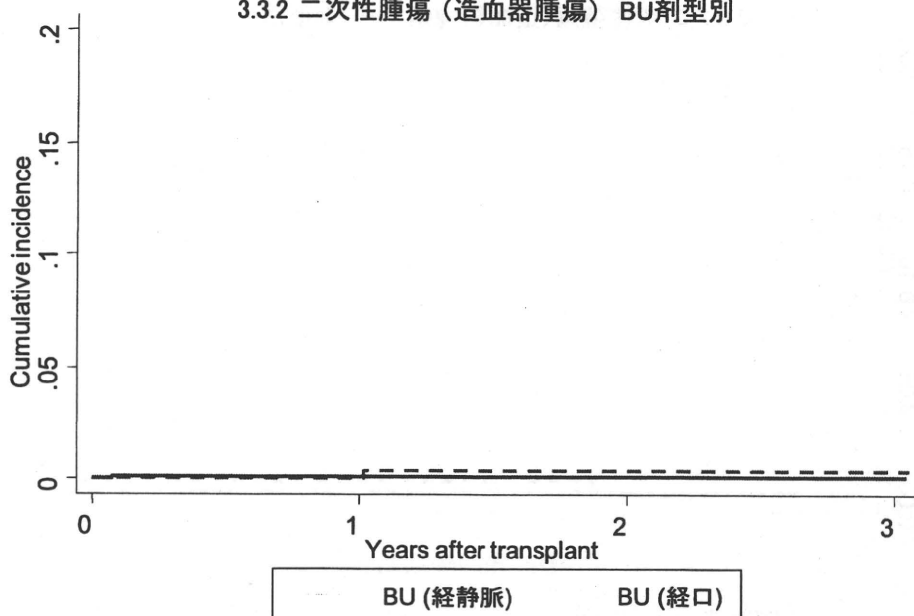 3.3.2 二次性腫瘍（造血器腫瘍） BU剤型別
.2
.15
.1
.05
0
Cumulative incidence
0 1 2 3
Years after transplant
BU (経静脈) BU (経口)